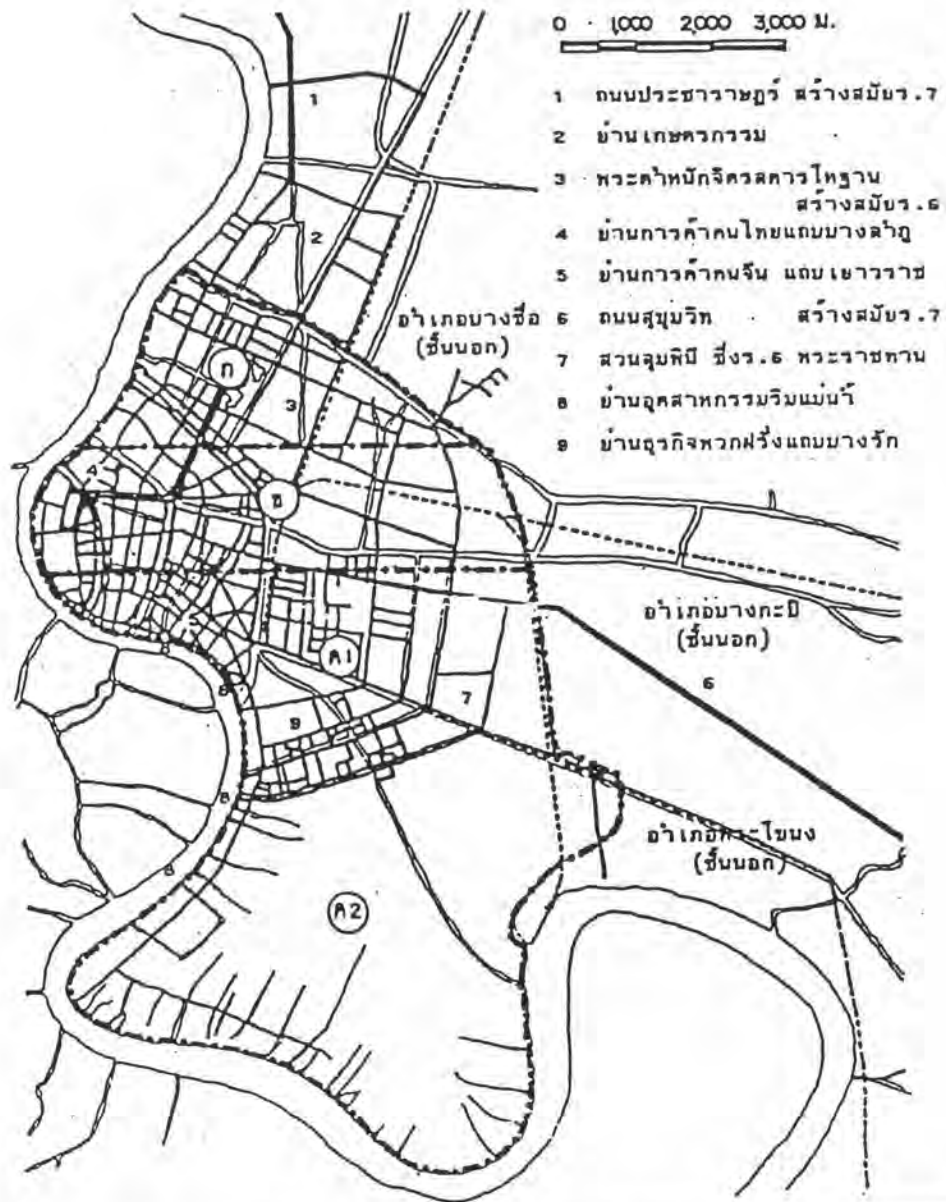 0 1,000 2,000 3,000 ม.
1 ถนนประชาราษฎร์ สร้างสมัยร.7
2 ย่านเกษตรกรรม
3 พระตำหนักจิตรลดารโหฐาน
สร้างสมัยร.6
4 ย่านการค้าคนไทยแถบบางลำภู
5 ย่านการค้าคนจีน แถบเยาวราช
6 ถนนสุขุมวิท สร้างสมัยร.7
7 สวนลุมพินี ซึ่งร.6 พระราชทาน
8 ย่านอุตสาหกรรมริมแม่น้ำ
9 ย่านธุรกิจพวกฝรั่งแถบบางรัก
1
2
อำเภอบางซื่อ
(ชั้นนอก)
ก
3
4
ข
อำเภอบางกะปิ
(ชั้นนอก)
ค1
6
8
7
9
8
อำเภอพระโขนง
(ชั้นนอก)
8
ค2